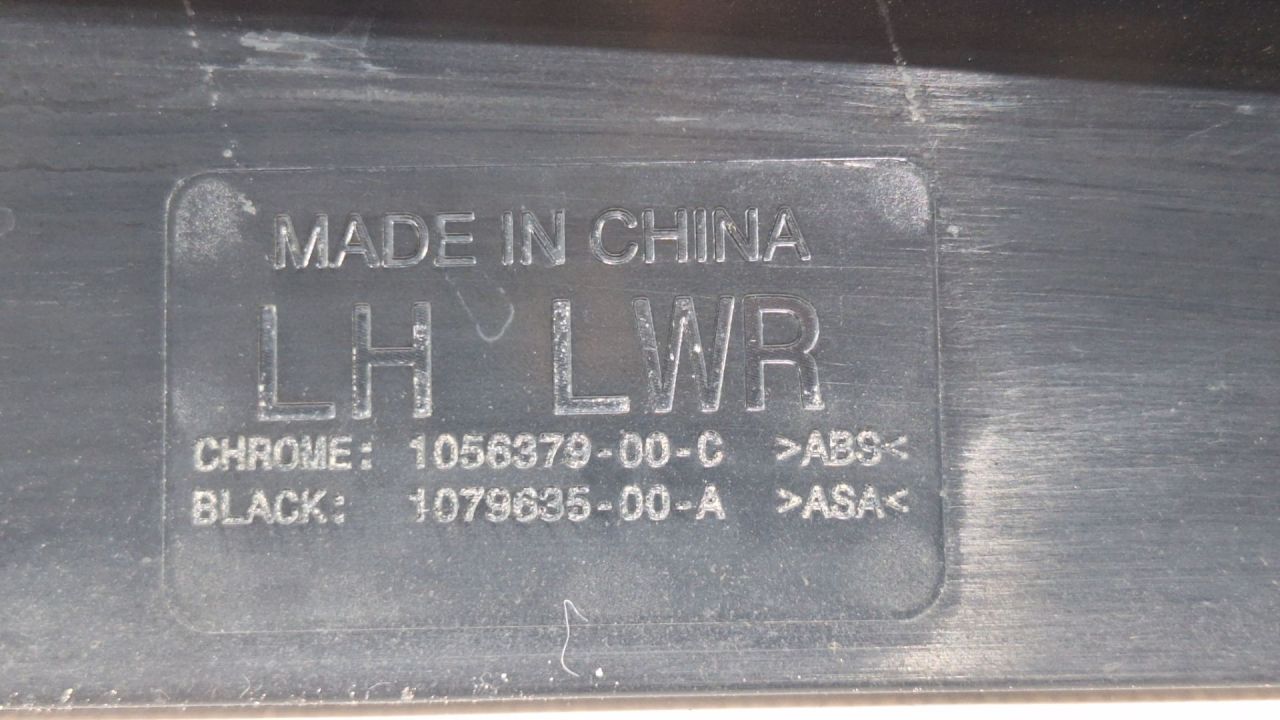 MADE IN CHINA
LH LWR
CHROME: 1056379-00-C >ABS<
BLACK: 1079635-00-A >ASA<